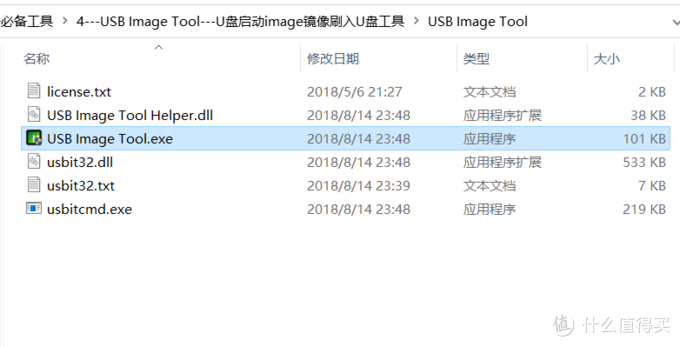 必备工具 > 4---USB Image Tool---U盘启动image镜像刷入U盘工具 > USB Image Tool
名称 修改日期 类型 大小
license.txt 2018/5/6 21:27 文本文档 2 KB
USB Image Tool Helper.dll 2018/8/14 23:48 应用程序扩展 38 KB
USB Image Tool.exe 2018/8/14 23:48 应用程序 101 KB
usbit32.dll 2018/8/14 23:48 应用程序扩展 533 KB
usbit32.txt 2018/8/14 23:39 文本文档 7 KB
usbitcmd.exe 2018/8/14 23:48 应用程序 219 KB
值 什么值得买